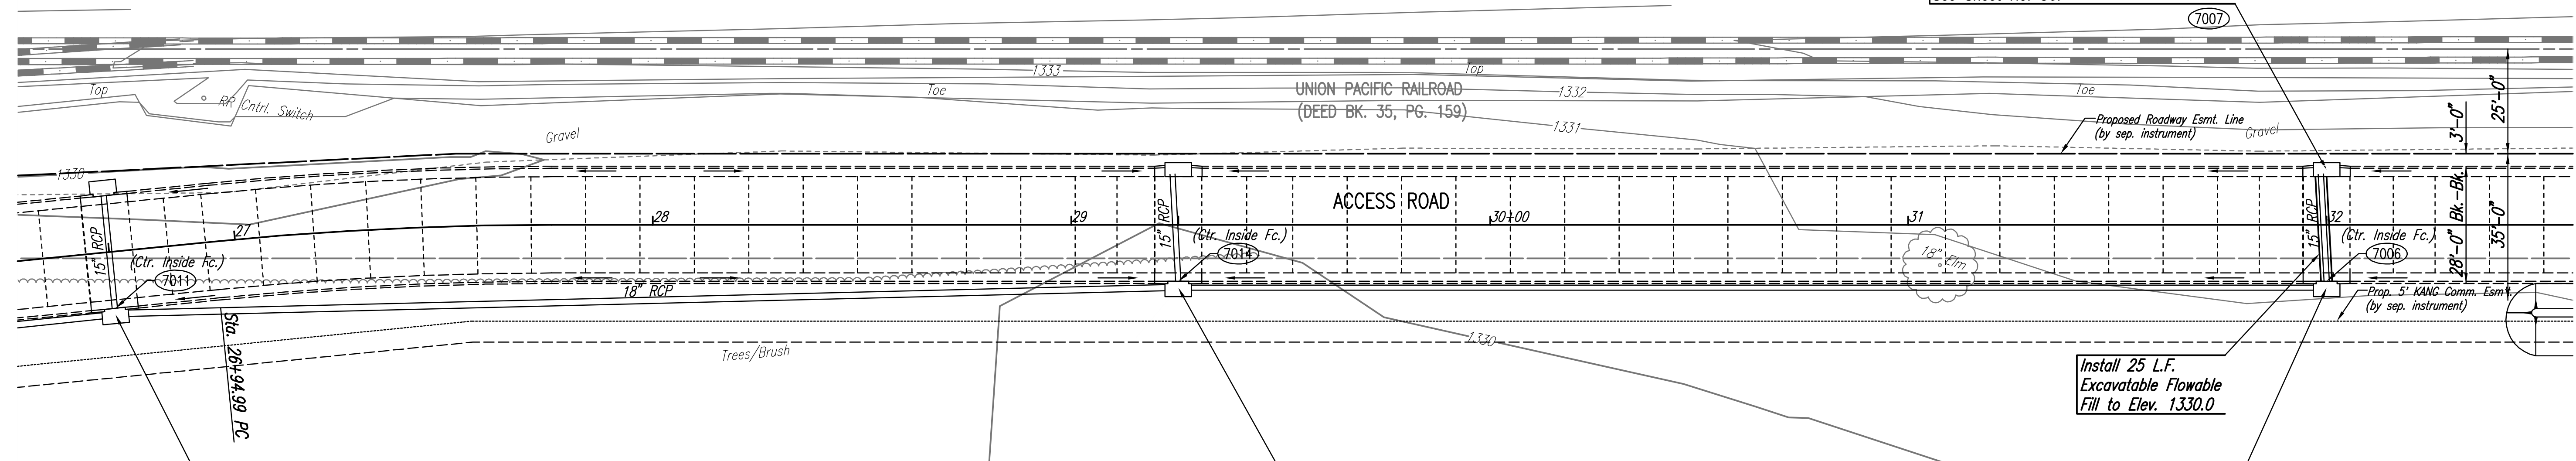 7007
1333
Top
UNION PACIFIC RAILROAD
(DEED BK. 35, PG. 159)
1332
Top
RR Cntrl. Switch
Toe
Toe
Gravel
1331
Proposed Roadway Esmt. Line
(by sep. instrument)
Gravel
3'-0"
25'-0"
1330
ACCESS ROAD
27
28
29
30+00
31
32
15" RCP
15" RCP
15" RCP
(Ctr. Inside Fc.)
7011
(Ctr. Inside Fc.)
7014
18" Elm
(Ctr. Inside Fc.)
7006
28'-0" Bk.-Bk.
35'-0"
18" RCP
Prop. 5' KANG Comm. Esmt.
(by sep. instrument)
Sta. 26+94.99 PC
Trees/Brush
1330
Install 25 L.F.
Excavatable Flowable
Fill to Elev. 1330.0